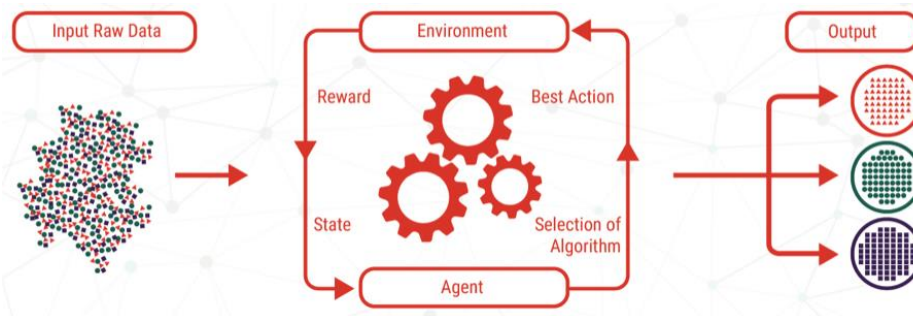 Input Raw Data
Environment
Output
Reward
Best Action
State
Selection of
Algorithm
Agent